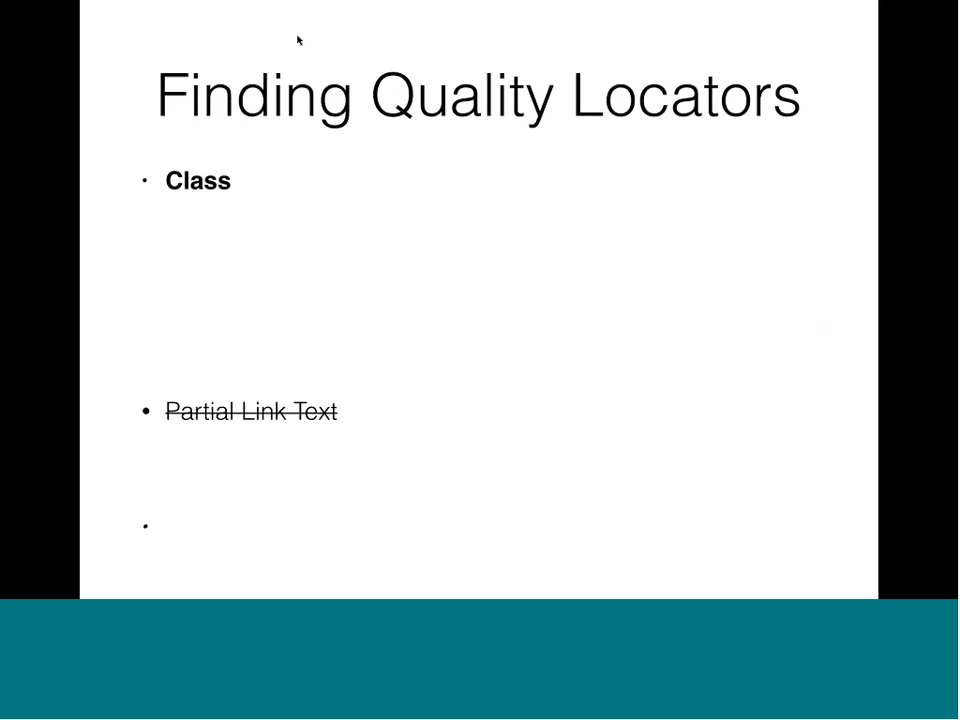 Finding Quality Locators
• Class
• Partial Link Text
•